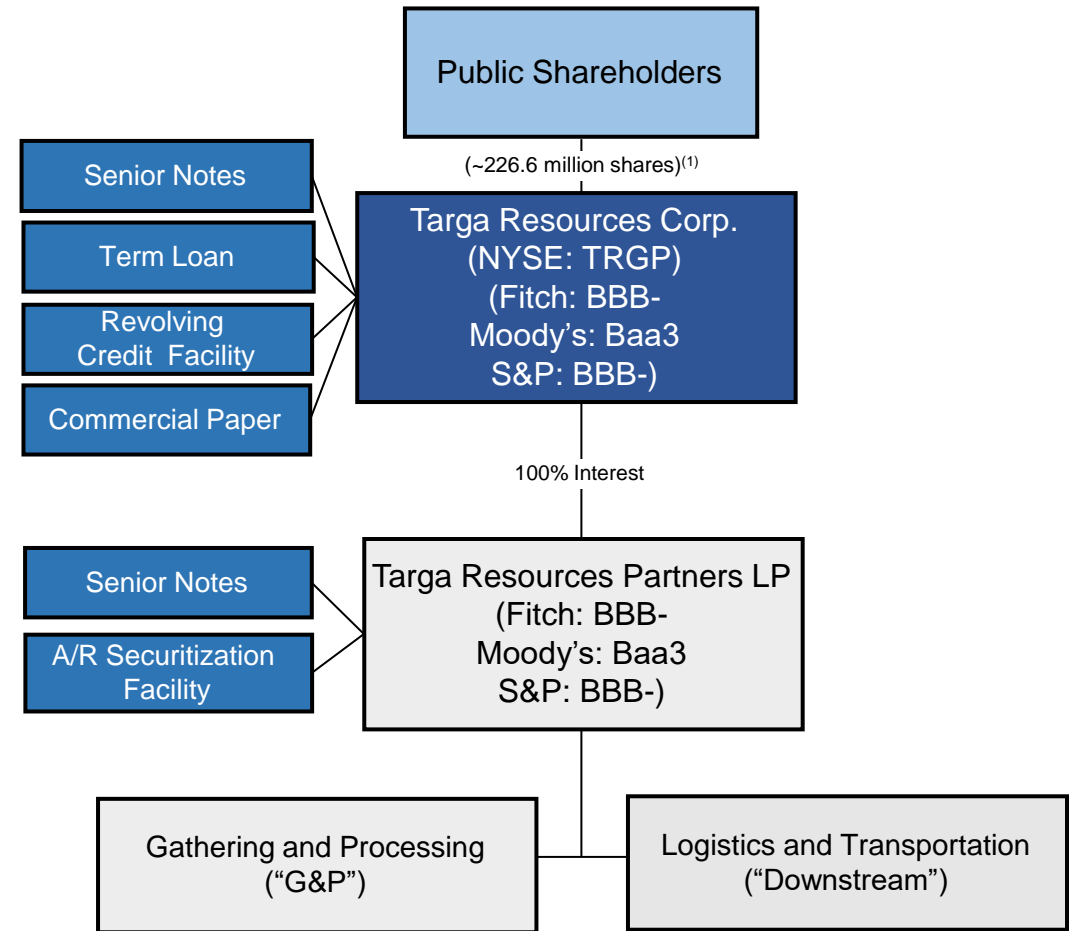 Public Shareholders
(~226.6 million shares)(1)
Senior Notes
Term Loan
Revolving
Credit Facility
Commercial Paper
Targa Resources Corp.
(NYSE: TRGP)
(Fitch: BBB-
Moody’s: Baa3
S&P: BBB-)
100% Interest
Senior Notes
A/R Securitization
Facility
Targa Resources Partners LP
(Fitch: BBB-
Moody’s: Baa3
S&P: BBB-)
Gathering and Processing
(“G&P”)
Logistics and Transportation
(“Downstream”)